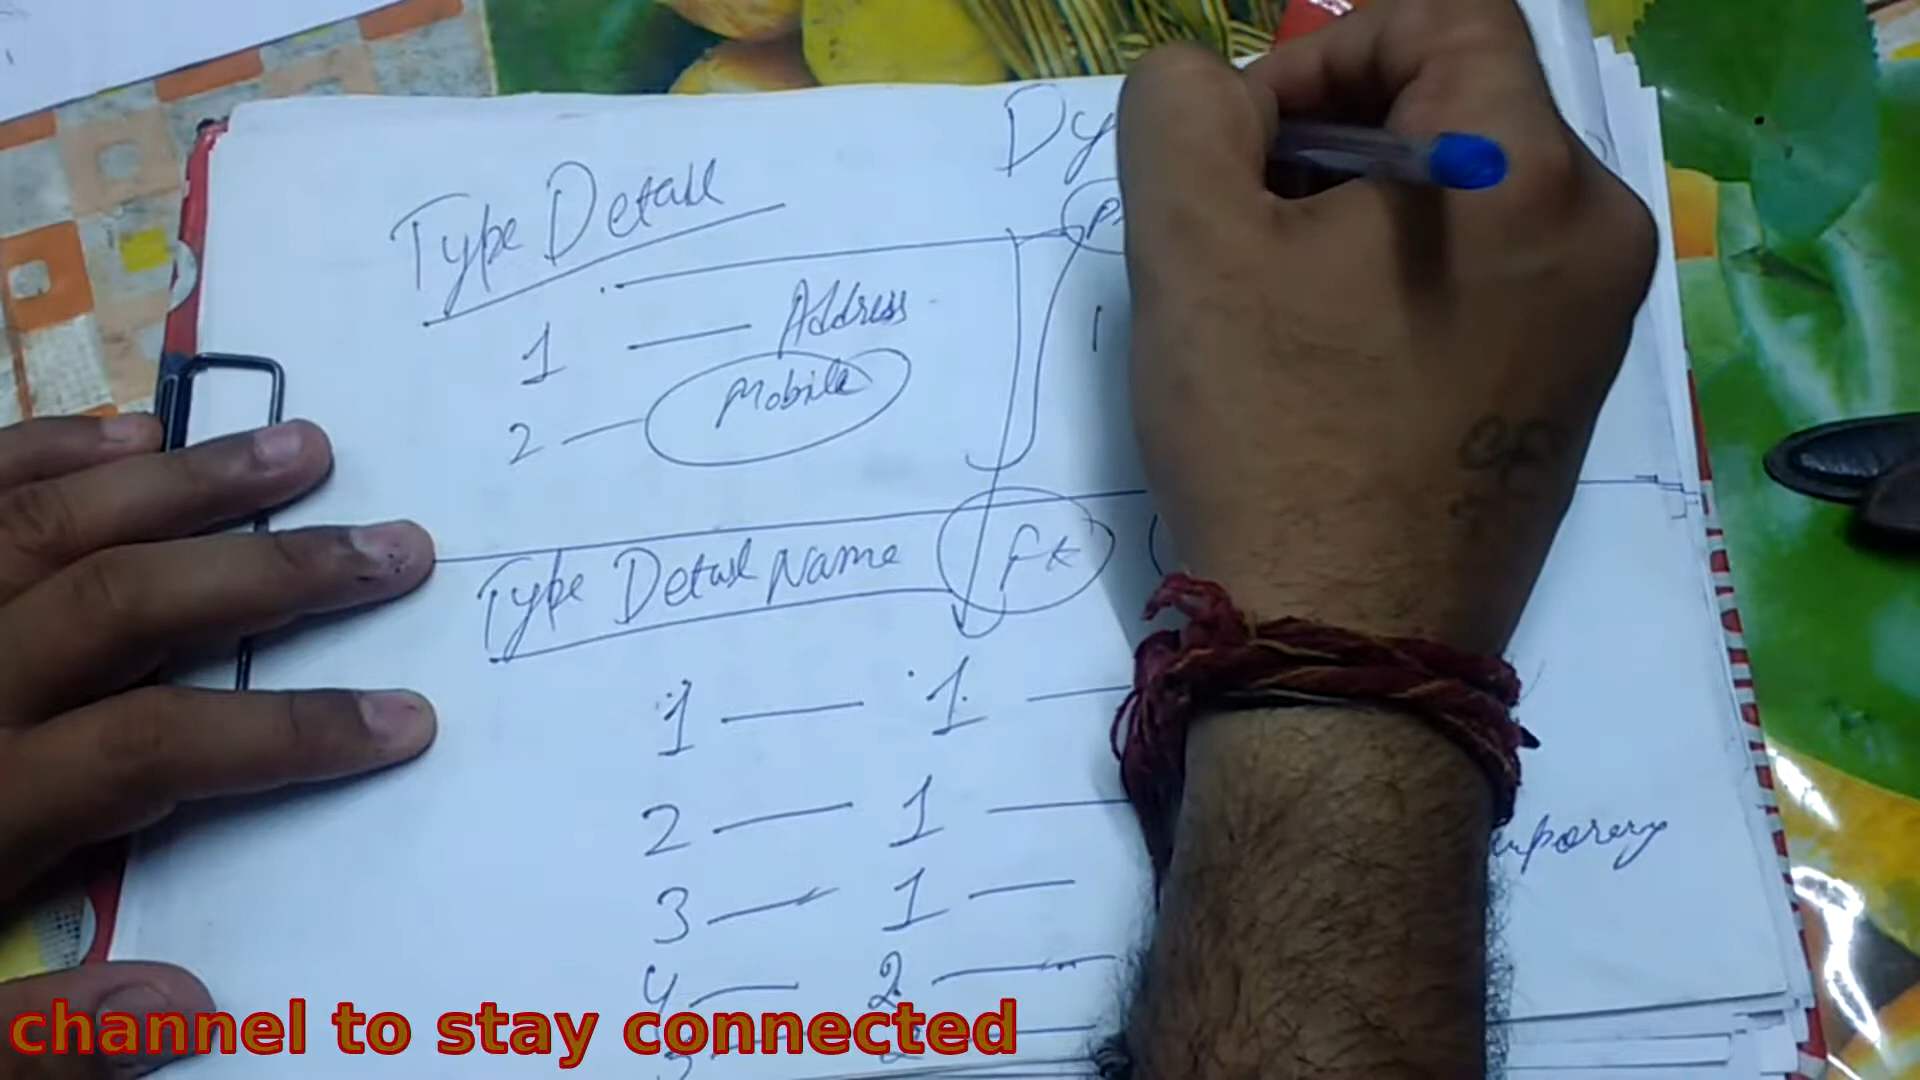 Type Detail
1 — Address
2 — Mobile
Type Detail Name FK
1 — 1 —
2 — 1 —
3 — 1 —
4 — 2 —
channel to stay connected